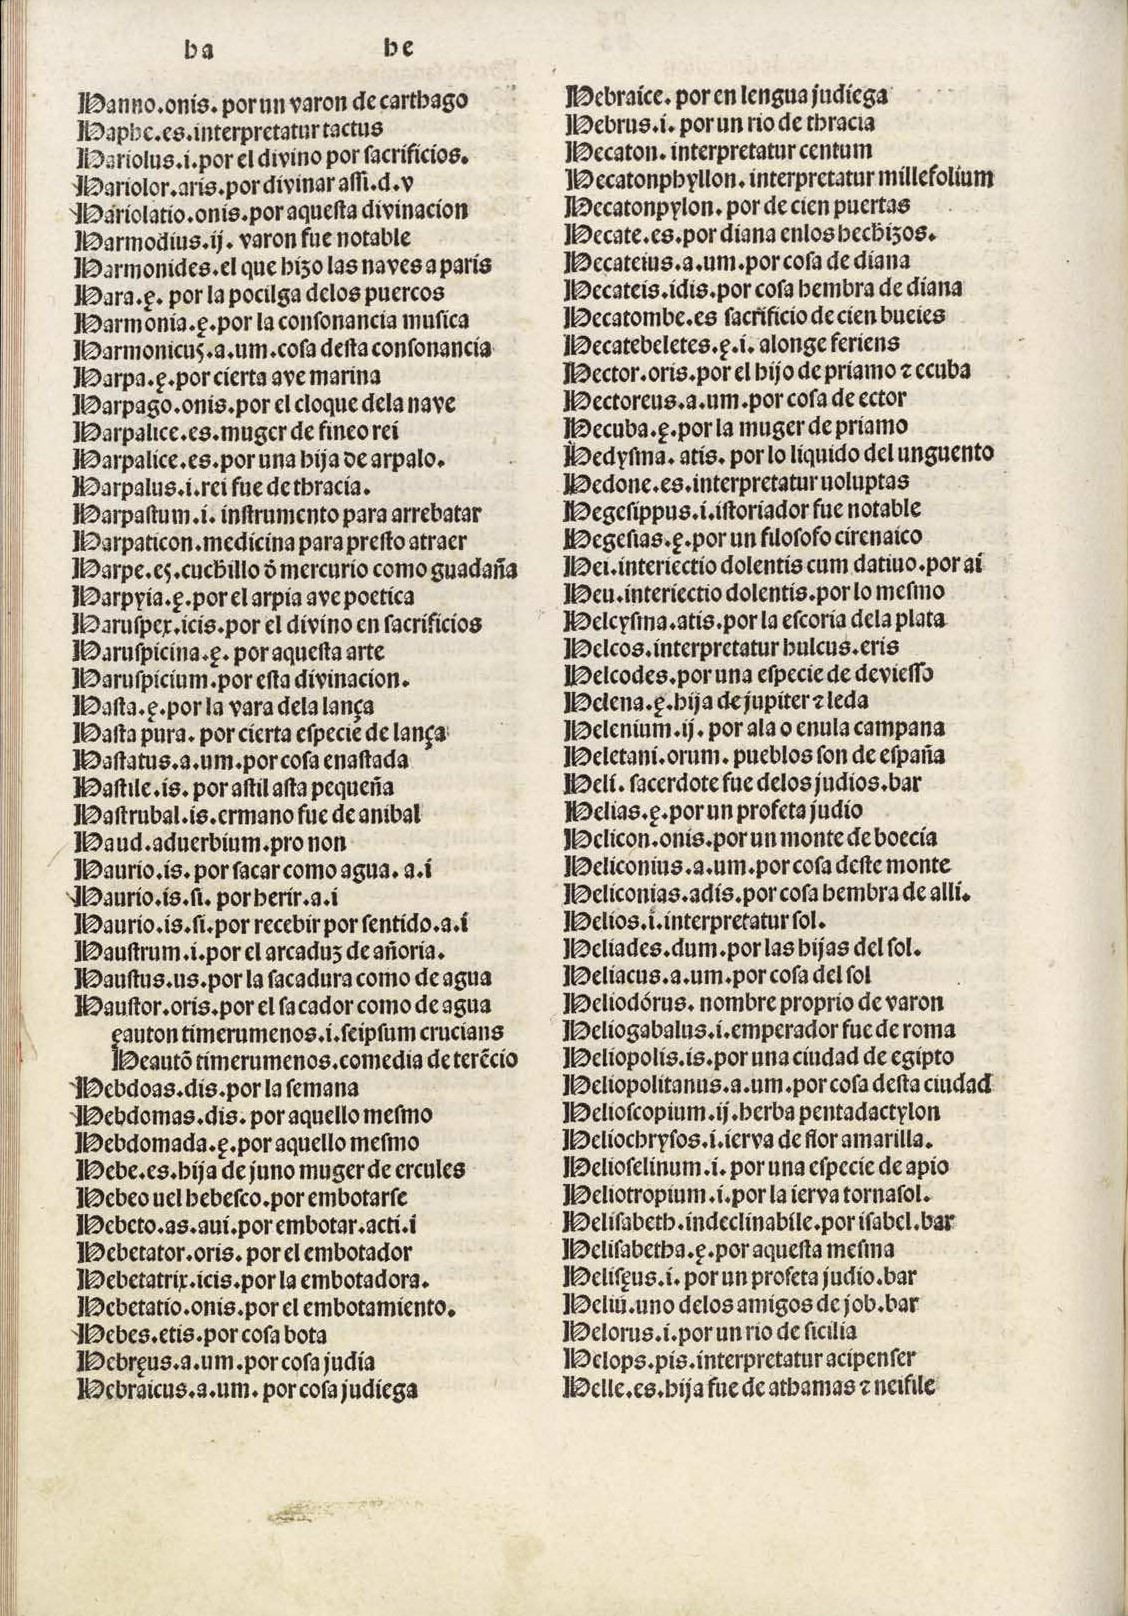 ha
he
Hanno.onis. por un varon de carthago
Haphe.es.interpretatur tactus
Hariolus.i.por el divino por sacrificios.
Hariolor.aris.por divinar assi.d.v
Hariolatio.onis.por aquesta divinacion
Harmodius.ij. varon fue notable
Harmonides.el que hizo las naves a paris
Hara.ę. por la pocilga delos puercos
Harmonia.ę.por la consonancia musica
Harmonicus.a.um.cosa desta consonancia
Harpa.ę.por cierta ave marina
Harpago.onis.por el cloque dela nave
Harpalice.es.muger de fineo rei
Harpalice.es.por una hija de arpalo.
Harpalus.i.rei fue de thracia.
Harpastum.i. instrumento para arrebatar
Harpaticon.medicina para presto atraer
Harpe.es.cuchillo õ mercurio como guadaña
Harpyia.ę.por el arpia ave poetica
Haruspex.icis.por el divino en sacrificios
Haruspicina.ę. por aquesta arte
Haruspicium.por esta divinacion.
Hasta.ę.por la vara dela lança
Hasta pura. por cierta especie de lança
Hastatus.a.um.por cosa enastada
Hastile.is. por astil asta pequeña
Hastrubal.is.ermano fue de anibal
Haud.aduerbium.pro non
Haurio.is. por sacar como agua. a.i
Haurio.is.si. por herir.a.i
Haurio.is.si.por recebir por sentido.a.i
Haustrum.i.por el arcaduz de añoria.
Haustus.us.por la sacadura como de agua
Haustor.oris.por el sacador como de agua
ęauton timerumenos.i.seipsum crucians
Heautõ timerumenos.comedia de terẽcio
Hebdoas.dis.por la semana
Hebdomas.dis. por aquello mesmo
Hebdomada.ę.por aquello mesmo
Hebe.es.hija de juno muger de ercules
Hebeo uel hebesco.por embotarse
Hebeto.as.aui.por embotar.acti.i
Hebetator.oris. por el embotador
Hebetatrix.icis.por la embotadora.
Hebetatio.onis.por el embotamiento.
Hebes.etis.por cosa bota
Hebręus.a.um.por cosa judia
Hebraicus.a.um. por cosa judiega
Hebraice. por en lengua judiega
Hebrus.i. por un rio de thracia
Hecaton. interpretatur centum
Hecatonphyllon. interpretatur millefolium
Hecatonpylon. por de cien puertas
Hecate.es.por diana enlos hechizos.
Hecateius.a.um.por cosa de diana
Hecateis.idis.por cosa hembra de diana
Hecatombe.es sacrificio de cien bueies
Hecatebeletes.ę.i. alonge feriens
Hector.oris.por el hijo de priamo ⁊ ecuba
Hectoreus.a.um.por cosa de ector
Hecuba.ę.por la muger de priamo
Hedysma. atis. por lo liquido del unguento
Hedone.es.interpretatur uoluptas
Hegesippus.i.istoriador fue notable
Hegesias.ę.por un filosofo cirenaico
Hei.interiectio dolentis cum datiuo.por ai
Heu.interiectio dolentis.por lo mesmo
Helcysma.atis.por la escoria dela plata
Helcos.interpretatur hulcus.eris
Helcodes.por una especie de deviesso
Helena.ę.hija de jupiter ⁊ leda
Helenium.ij. por ala o enula campana
Heletani.orum. pueblos son de españa
Heli. sacerdote fue delos judios.bar
Helias.ę.por un profeta judio
Helicon.onis.por un monte de boecia
Heliconius.a.um.por cosa deste monte
Heliconias.adis.por cosa hembra de alli.
Helios.i.interpretatur sol.
Heliades.dum.por las hijas del sol.
Heliacus.a.um.por cosa del sol
Heliodórus. nombre proprio de varon
Heliogabalus.i.emperador fue de roma
Heliopolis.is.por una ciudad de egipto
Heliopolitanus.a.um.por cosa desta ciudad
Helioscopium.ij.herba pentadactylon
Heliochrysos.i.ierva de flor amarilla.
Helioselinum.i. por una especie de apio
Heliotropium.i.por la ierva tornasol.
Helisabeth.indeclinabile.por isabel.bar
Helisabetha.ę.por aquesta mesma
Helisęus.i. por un profeta judio.bar
Heliu.uno delos amigos de job.bar
Helorus.i.por un rio de sicilia
Helops.pis.interpretatur acipenser
Helle.es.hija fue de athamas ⁊ neifile